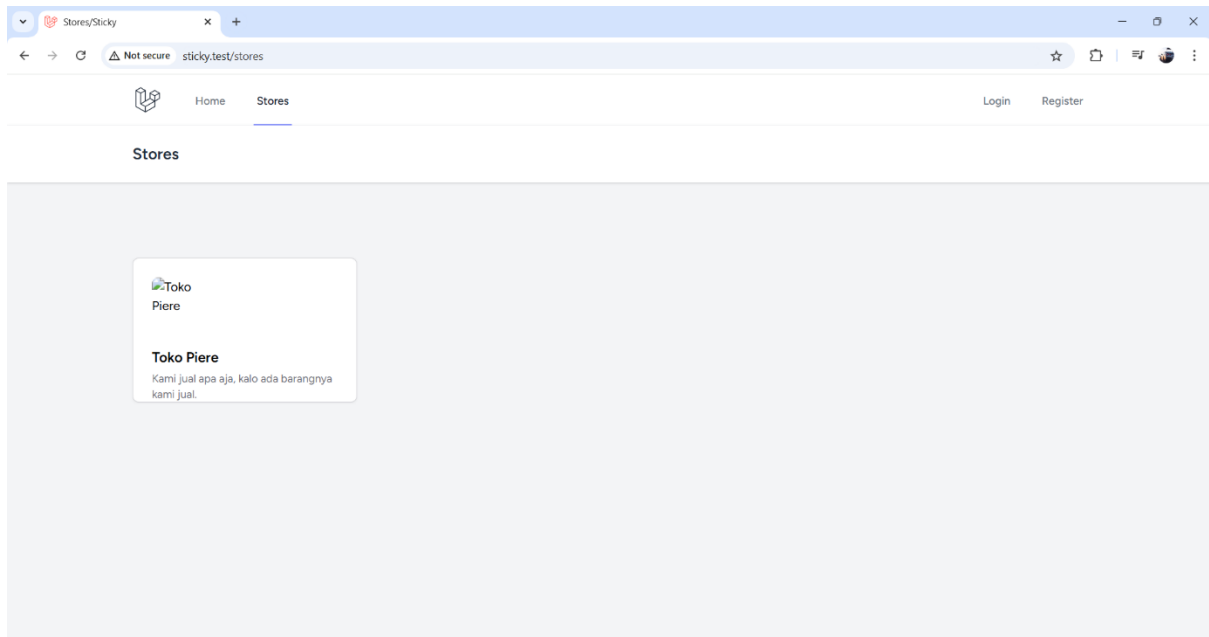 Stores/Sticky
Not secure sticky.test/stores
Home Stores Login Register
Stores
Toko
Piere
Toko Piere
Kami jual apa aja, kalo ada barangnya
kami jual.